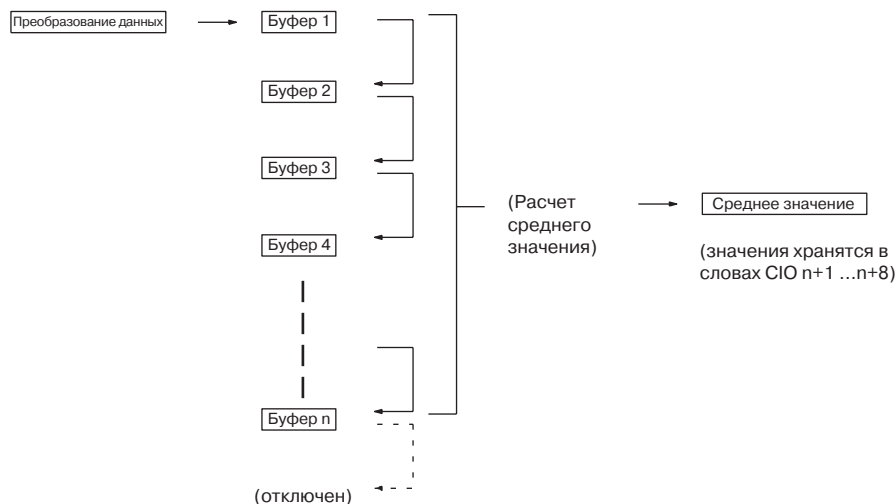 Преобразование данных
Буфер 1
Буфер 2
Буфер 3
Буфер 4
Буфер n
(отключен)
(Расчет
среднего
значения)
Среднее значение
(значения хранятся в
словах CIO n+1 ...n+8)